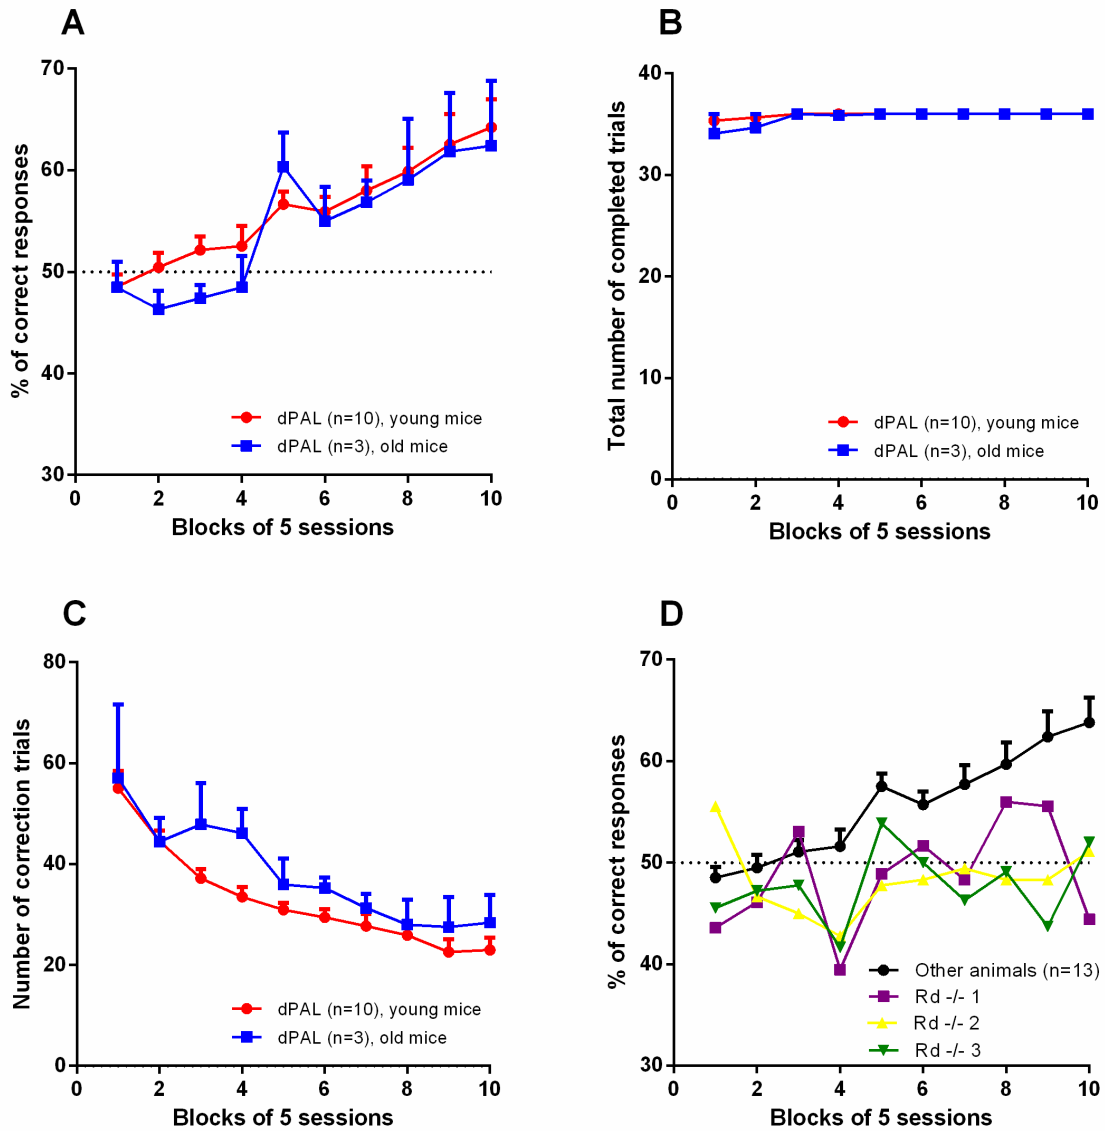 A
% of correct responses
70
60
50
40
30
0 2 4 6 8 10
Blocks of 5 sessions
dPAL (n=10), young mice
dPAL (n=3), old mice
B
Total number of completed trials
40
30
20
10
0
0 2 4 6 8 10
Blocks of 5 sessions
dPAL (n=10), young mice
dPAL (n=3), old mice
C
Number of correction trials
80
60
40
20
0
0 2 4 6 8 10
Blocks of 5 sessions
dPAL (n=10), young mice
dPAL (n=3), old mice
D
% of correct responses
70
60
50
40
30
0 2 4 6 8 10
Blocks of 5 sessions
Other animals (n=13)
Rd -/- 1
Rd -/- 2
Rd -/- 3